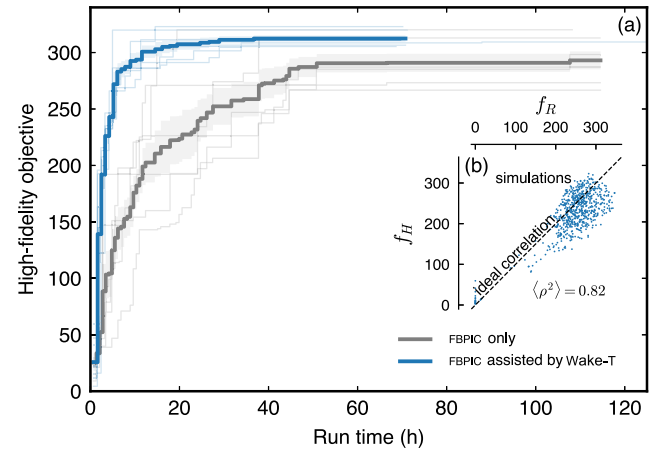 (a)
300
250
200
150
100
50
0
High-fidelity objective
0 20 40 60 80 100 120
Run time (h)
f_R
0 100 200 300
(b)
simulations
300
200
100
0
f_H
ideal correlation
⟨ρ²⟩ = 0.82
FBPIC only
FBPIC assisted by Wake-T